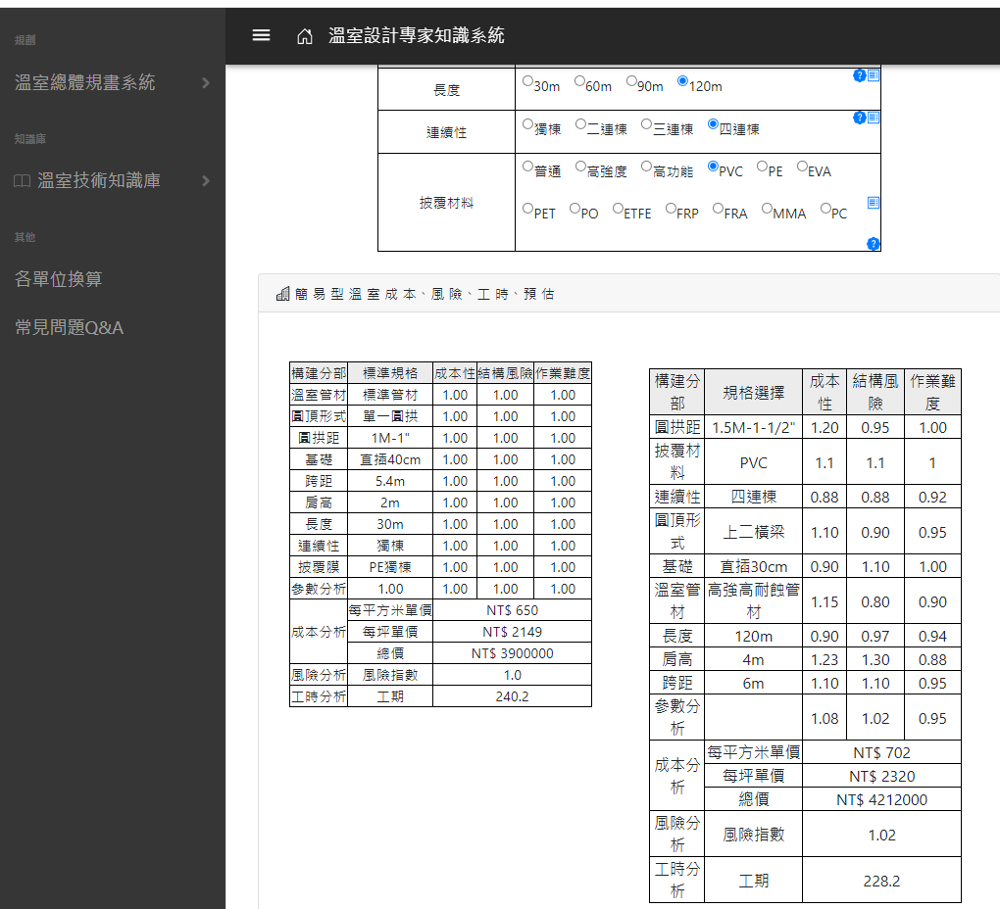 規劃
溫室總體規畫系統
知識庫
溫室技術知識庫
其他
各單位換算
常見問題Q&A
溫室設計專家知識系統
長度 30m 60m 90m 120m
連續性 獨棟 二連棟 三連棟 四連棟
披覆材料 普通 高強度 高功能 PVC PE EVA
PET PO ETFE FRP FRA MMA PC
簡易型溫室成本、風險、工時、預估
構建分部 標準規格 成本性 結構風險 作業難度
溫室管材 標準管材 1.00 1.00 1.00
圓頂形式 單一圓拱 1.00 1.00 1.00
圓拱距 1M-1" 1.00 1.00 1.00
基礎 直插40cm 1.00 1.00 1.00
跨距 5.4m 1.00 1.00 1.00
肩高 2m 1.00 1.00 1.00
長度 30m 1.00 1.00 1.00
連續性 獨棟 1.00 1.00 1.00
披覆膜 PE獨棟 1.00 1.00 1.00
參數分析 1.00 1.00 1.00 1.00
成本分析 每平方米單價 NT$ 650
每坪單價 NT$ 2149
總價 NT$ 3900000
風險分析 風險指數 1.0
工時分析 工期 240.2
構建分部 規格選擇 成本性 結構風險 作業難度
圓拱距 1.5M-1-1/2" 1.20 0.95 1.00
披覆材料 PVC 1.1 1.1 1
連續性 四連棟 0.88 0.88 0.92
圓頂形式 上二橫梁 1.10 0.90 0.95
基礎 直插30cm 0.90 1.10 1.00
溫室管材 高強高耐蝕管材 1.15 0.80 0.90
長度 120m 0.90 0.97 0.94
肩高 4m 1.23 1.30 0.88
跨距 6m 1.10 1.10 0.95
參數分析 1.08 1.02 0.95
成本分析 每平方米單價 NT$ 702
每坪單價 NT$ 2320
總價 NT$ 4212000
風險分析 風險指數 1.02
工時分析 工期 228.2